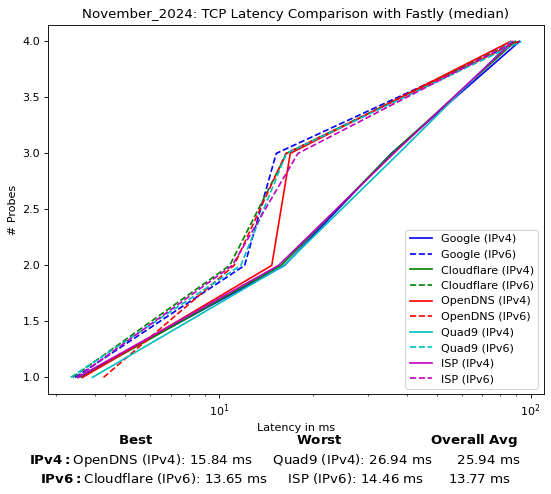 November_2024: TCP Latency Comparison with Fastly (median)
# Probes
4.0
3.5
3.0
2.5
2.0
1.5
1.0
Google (IPv4)
Google (IPv6)
Cloudflare (IPv4)
Cloudflare (IPv6)
OpenDNS (IPv4)
OpenDNS (IPv6)
Quad9 (IPv4)
Quad9 (IPv6)
ISP (IPv4)
ISP (IPv6)
10¹ 10²
Latency in ms
Best Worst Overall Avg
IPv4: OpenDNS (IPv4): 15.84 ms Quad9 (IPv4): 26.94 ms 25.94 ms
IPv6: Cloudflare (IPv6): 13.65 ms ISP (IPv6): 14.46 ms 13.77 ms